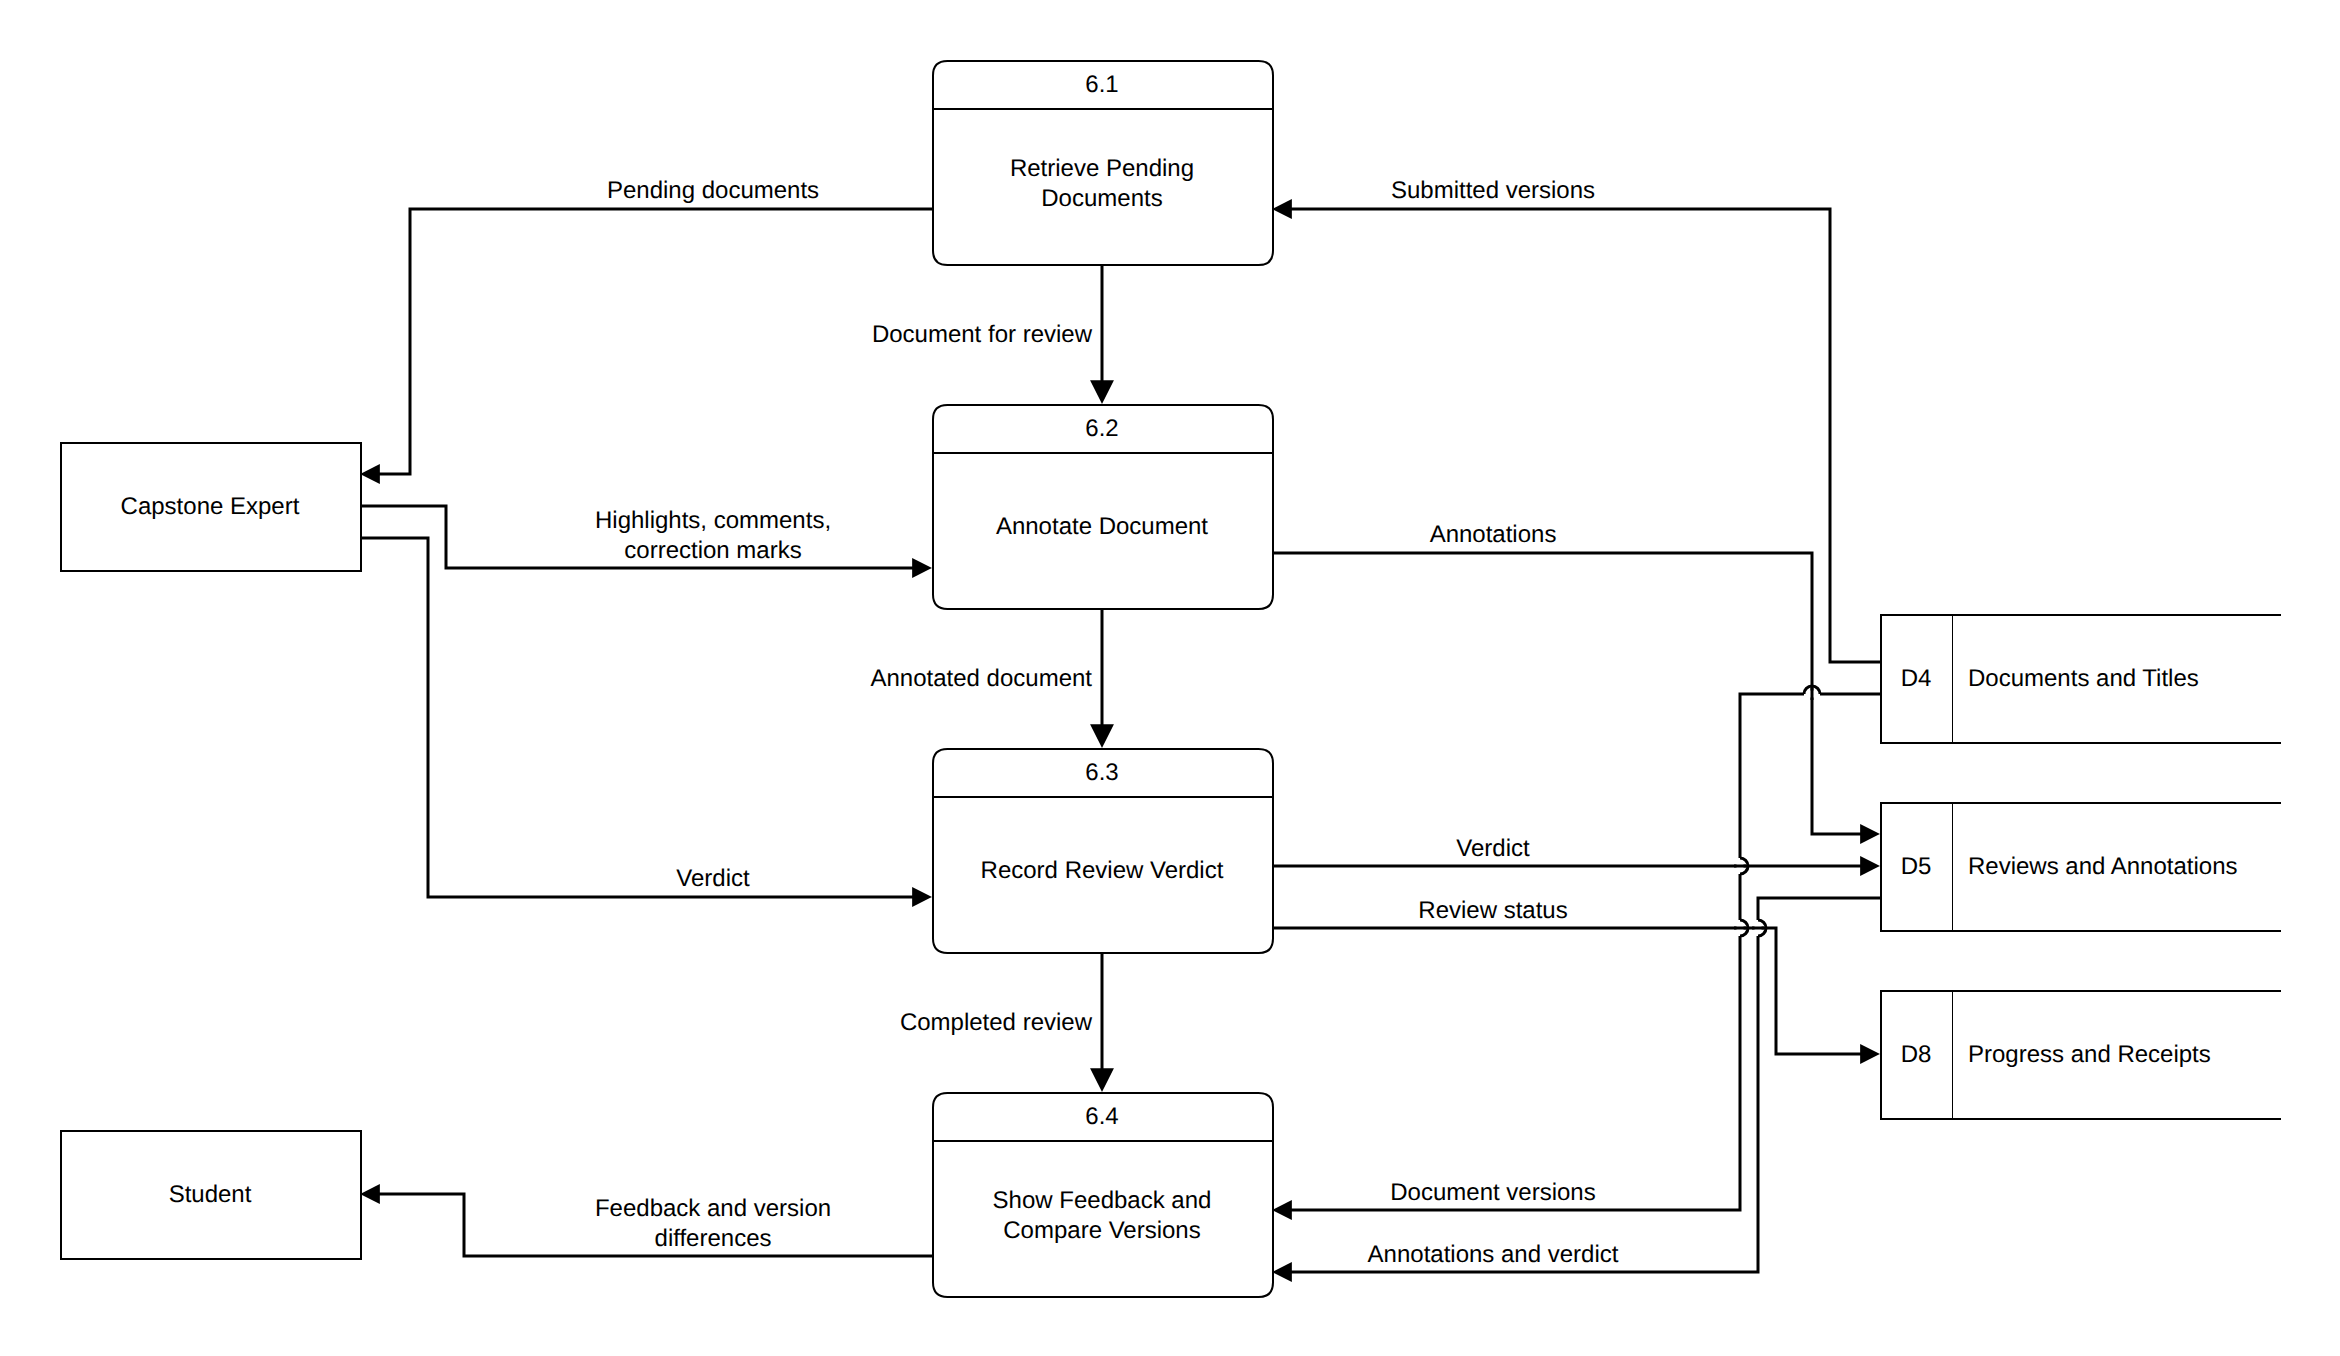 6.1
Retrieve Pending
Documents
Pending documents
Submitted versions
Document for review
6.2
Annotate Document
Capstone Expert
Highlights, comments,
correction marks
Annotations
Annotated document
D4
Documents and Titles
6.3
Record Review Verdict
Verdict
Verdict
Review status
D5
Reviews and Annotations
Completed review
D8
Progress and Receipts
6.4
Show Feedback and
Compare Versions
Student
Feedback and version
differences
Document versions
Annotations and verdict